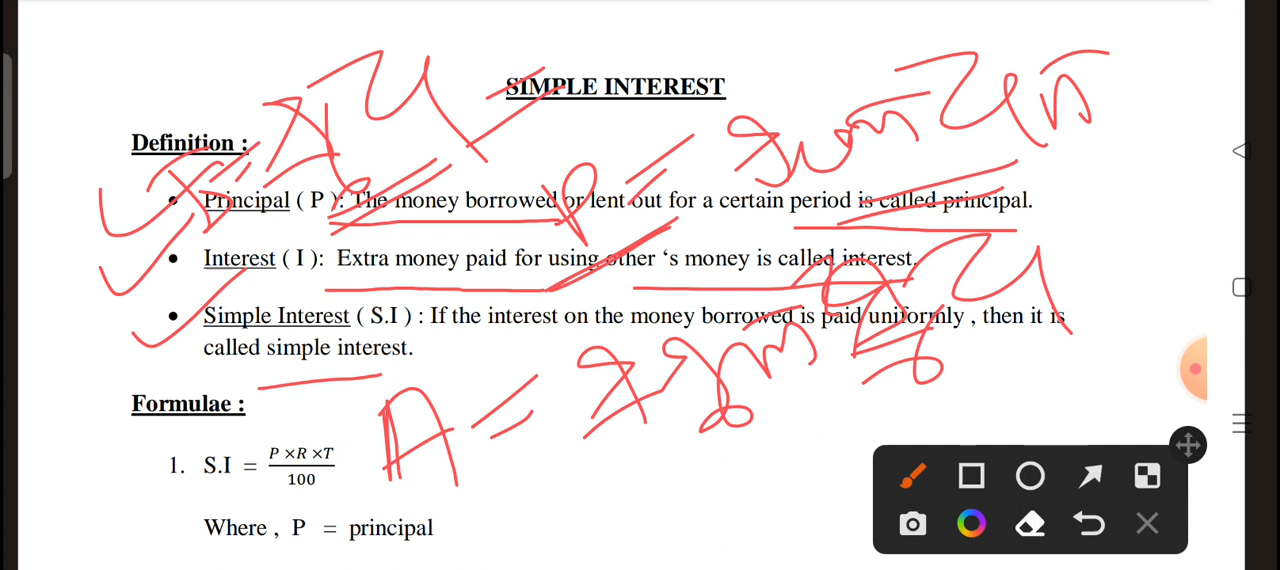 SIMPLE INTEREST
Definition :
• Principal ( P ): The money borrowed or lent out for a certain period is called principal.
• Interest ( I ): Extra money paid for using other ‘s money is called interest.
• Simple Interest ( S.I ) : If the interest on the money borrowed is paid uniformly , then it is
called simple interest.
Formulae :
1. S.I = P ×R ×T / 100
Where , P = principal
P =
A =